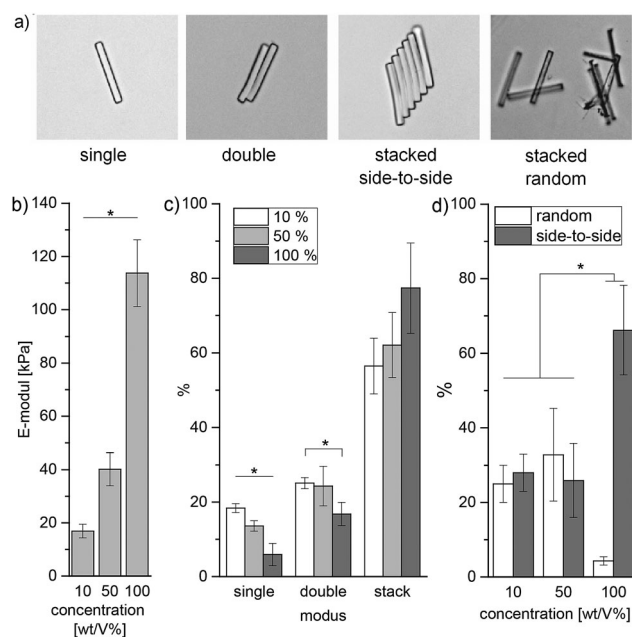 a)
single
double
stacked
side-to-side
stacked
random
b)
*
E-modul [kPa]
140
120
100
80
60
40
20
0
10 50 100
concentration
[wt/V%]
c)
100
80
60
40
20
0
%
10 %
50 %
100 %
*
*
single double stack
modus
d)
100
80
60
40
20
0
%
random
side-to-side
*
10 50 100
concentration [wt/V%]